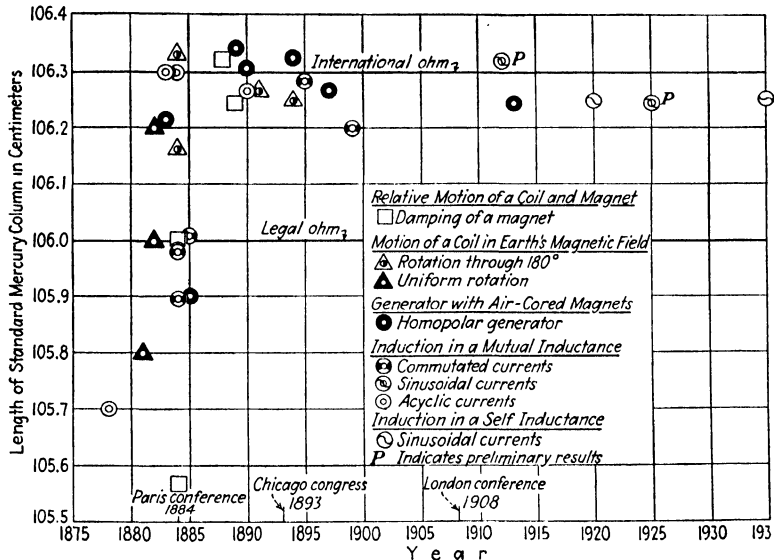 106.4
106.3
106.2
106.1
106.0
105.9
105.8
105.7
105.6
105.5
Length of Standard Mercury Column in Centimeters
International ohm
P
P
Legal ohm
Relative Motion of a Coil and Magnet
Damping of a magnet
Motion of a Coil in Earth's Magnetic Field
Rotation through 180°
Uniform rotation
Generator with Air-Cored Magnets
Homopolar generator
Induction in a Mutual Inductance
Commutated currents
Sinusoidal currents
Acyclic currents
Induction in a Self Inductance
Sinusoidal currents
P Indicates preliminary results
Paris conference
1884
Chicago congress
1893
London conference
1908
1875 1880 1885 1890 1895 1900 1905 1910 1915 1920 1925 1930 193
Year